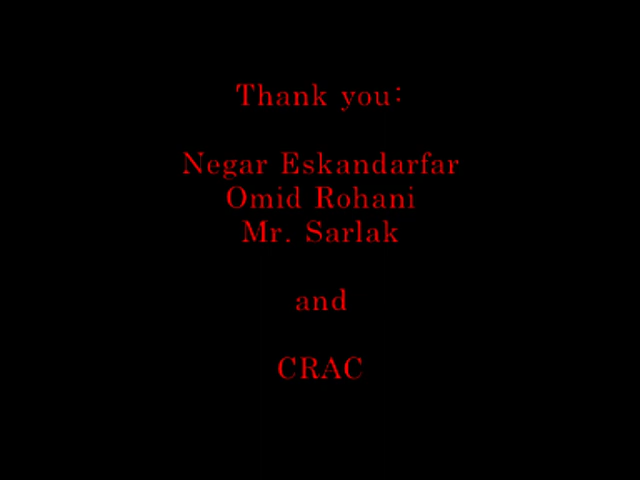 Thank you:
Negar Eskandarfar
Omid Rohani
Mr. Sarlak
and
CRAC